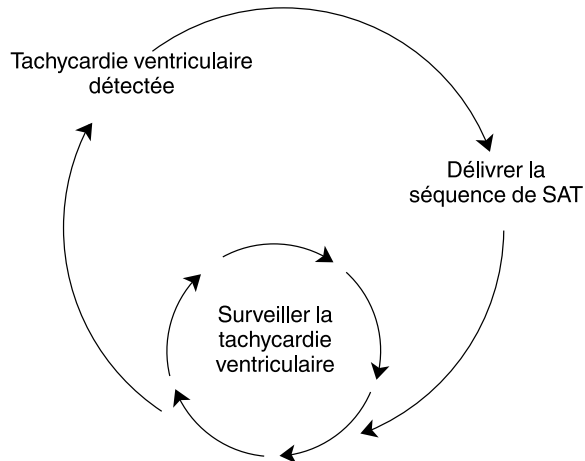 Tachycardie ventriculaire
détectée
Délivrer la
séquence de SAT
Surveiller la
tachycardie
ventriculaire